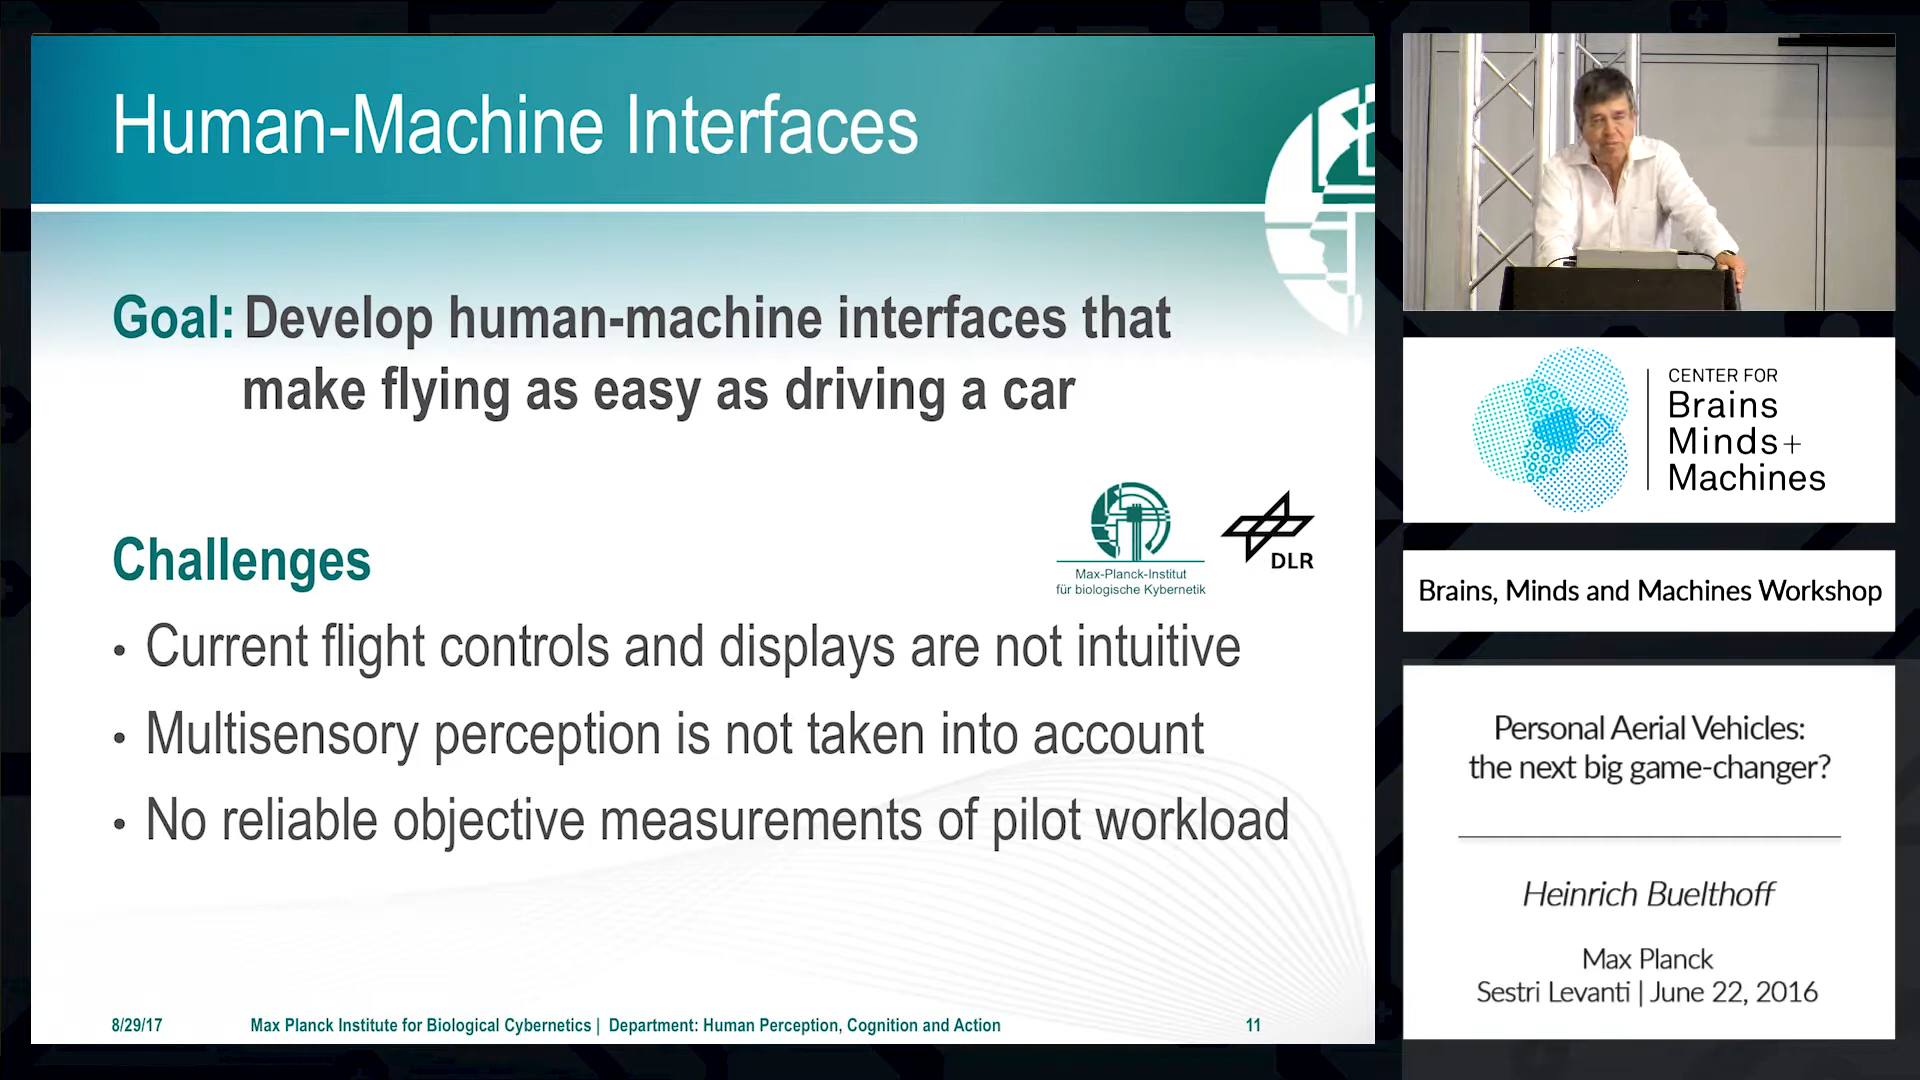 Human-Machine Interfaces
Goal: Develop human-machine interfaces that
make flying as easy as driving a car
Max-Planck-Institut
für biologische Kybernetik
DLR
Challenges
• Current flight controls and displays are not intuitive
• Multisensory perception is not taken into account
• No reliable objective measurements of pilot workload
8/29/17 Max Planck Institute for Biological Cybernetics | Department: Human Perception, Cognition and Action 11
CENTER FOR
Brains
Minds+
Machines
Brains, Minds and Machines Workshop
Personal Aerial Vehicles:
the next big game-changer?
Heinrich Buelthoff
Max Planck
Sestri Levanti | June 22, 2016